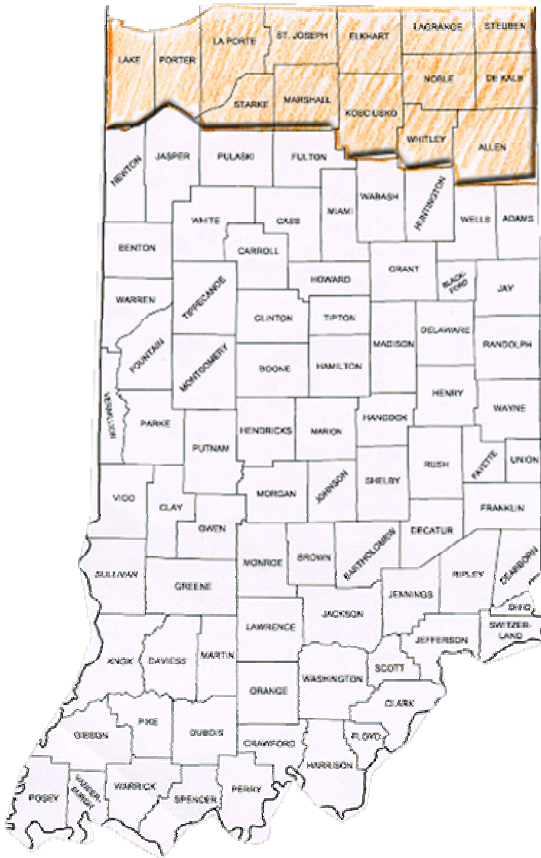 LAKE
PORTER
LA PORTE
ST. JOSEPH
ELKHART
LAGRANGE
STEUBEN
NOBLE
DE KALB
STARKE
MARSHALL
KOSCIUSKO
WHITLEY
ALLEN
NEWTON
JASPER
PULASKI
FULTON
MIAMI
WABASH
HUNTINGTON
WELLS
ADAMS
WHITE
CASS
BENTON
CARROLL
HOWARD
GRANT
BLACK-
FORD
JAY
WARREN
TIPPECANOE
CLINTON
TIPTON
MADISON
DELAWARE
RANDOLPH
FOUNTAIN
MONTGOMERY
BOONE
HAMILTON
HENRY
WAYNE
VERMILLION
PARKE
PUTNAM
HENDRICKS
MARION
HANCOCK
RUSH
FAYETTE
UNION
VIGO
CLAY
OWEN
MORGAN
JOHNSON
SHELBY
FRANKLIN
DECATUR
SULLIVAN
GREENE
MONROE
BROWN
BARTHOLOMEW
JENNINGS
RIPLEY
DEARBORN
OHIO
SWITZER-
LAND
JACKSON
LAWRENCE
JEFFERSON
KNOX
DAVIESS
MARTIN
ORANGE
WASHINGTON
SCOTT
CLARK
GIBSON
PIKE
DUBOIS
CRAWFORD
HARRISON
FLOYD
POSEY
VANDER-
BURGH
WARRICK
SPENCER
PERRY